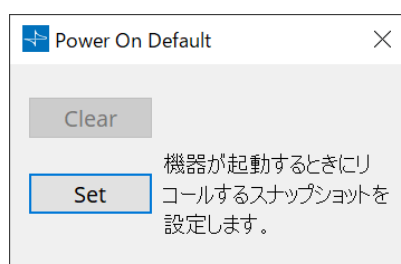 Power On Default
Clear
Set
機器が起動するときにリ
コールするスナップショットを
設定します。